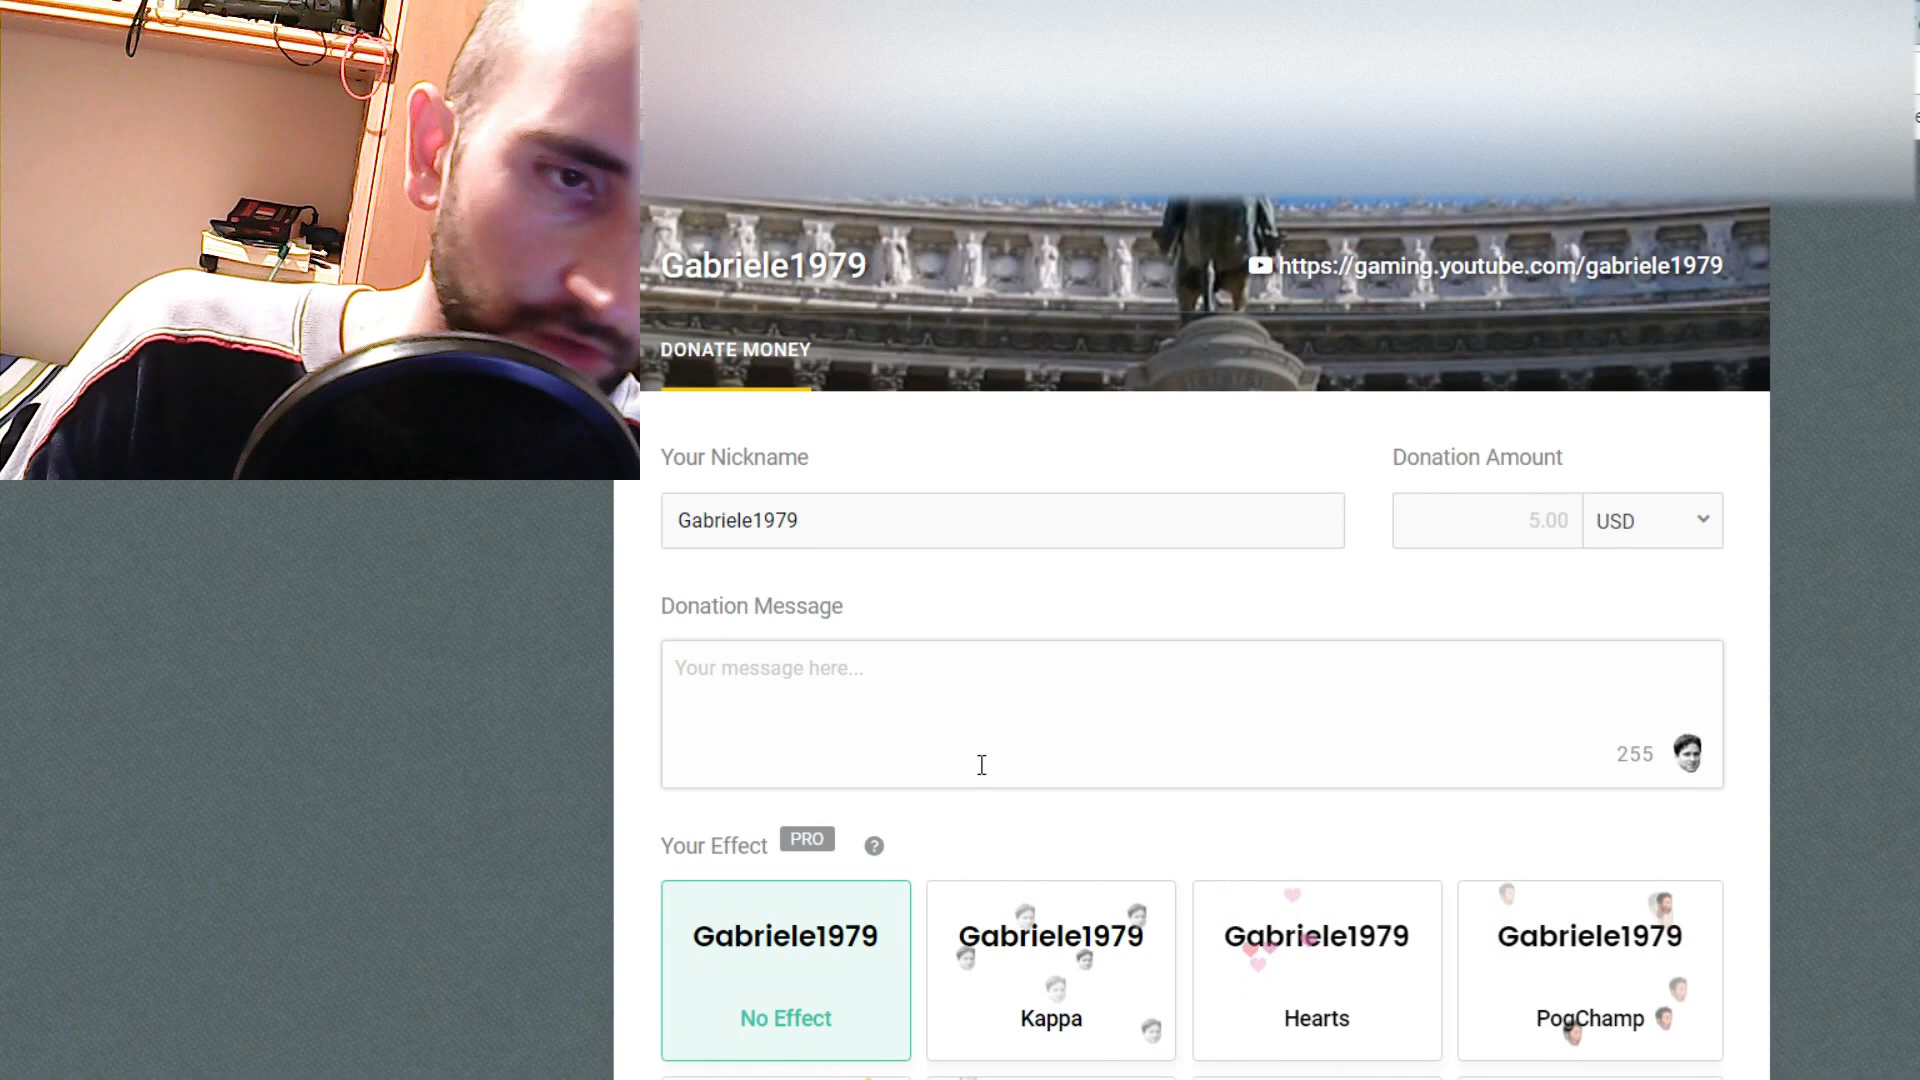 Gabriele1979
https://gaming.youtube.com/gabriele1979
DONATE MONEY
Your Nickname
Donation Amount
Gabriele1979
5.00
USD
Donation Message
Your message here...
255
Your Effect
PRO
?
Gabriele1979
Gabriele1979
Gabriele1979
Gabriele1979
No Effect
Kappa
Hearts
PogChamp